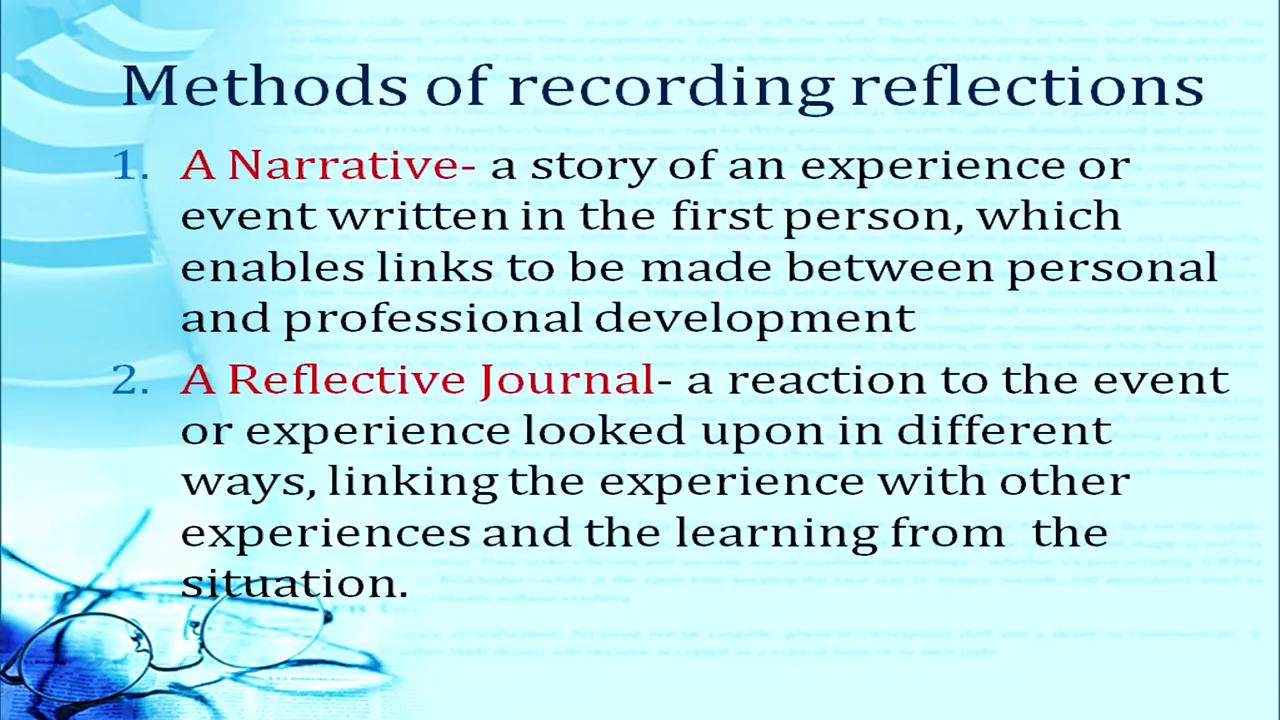 Methods of recording reflections
1. A Narrative- a story of an experience or
event written in the first person, which
enables links to be made between personal
and professional development
2. A Reflective Journal- a reaction to the event
or experience looked upon in different
ways, linking the experience with other
experiences and the learning from the
situation.